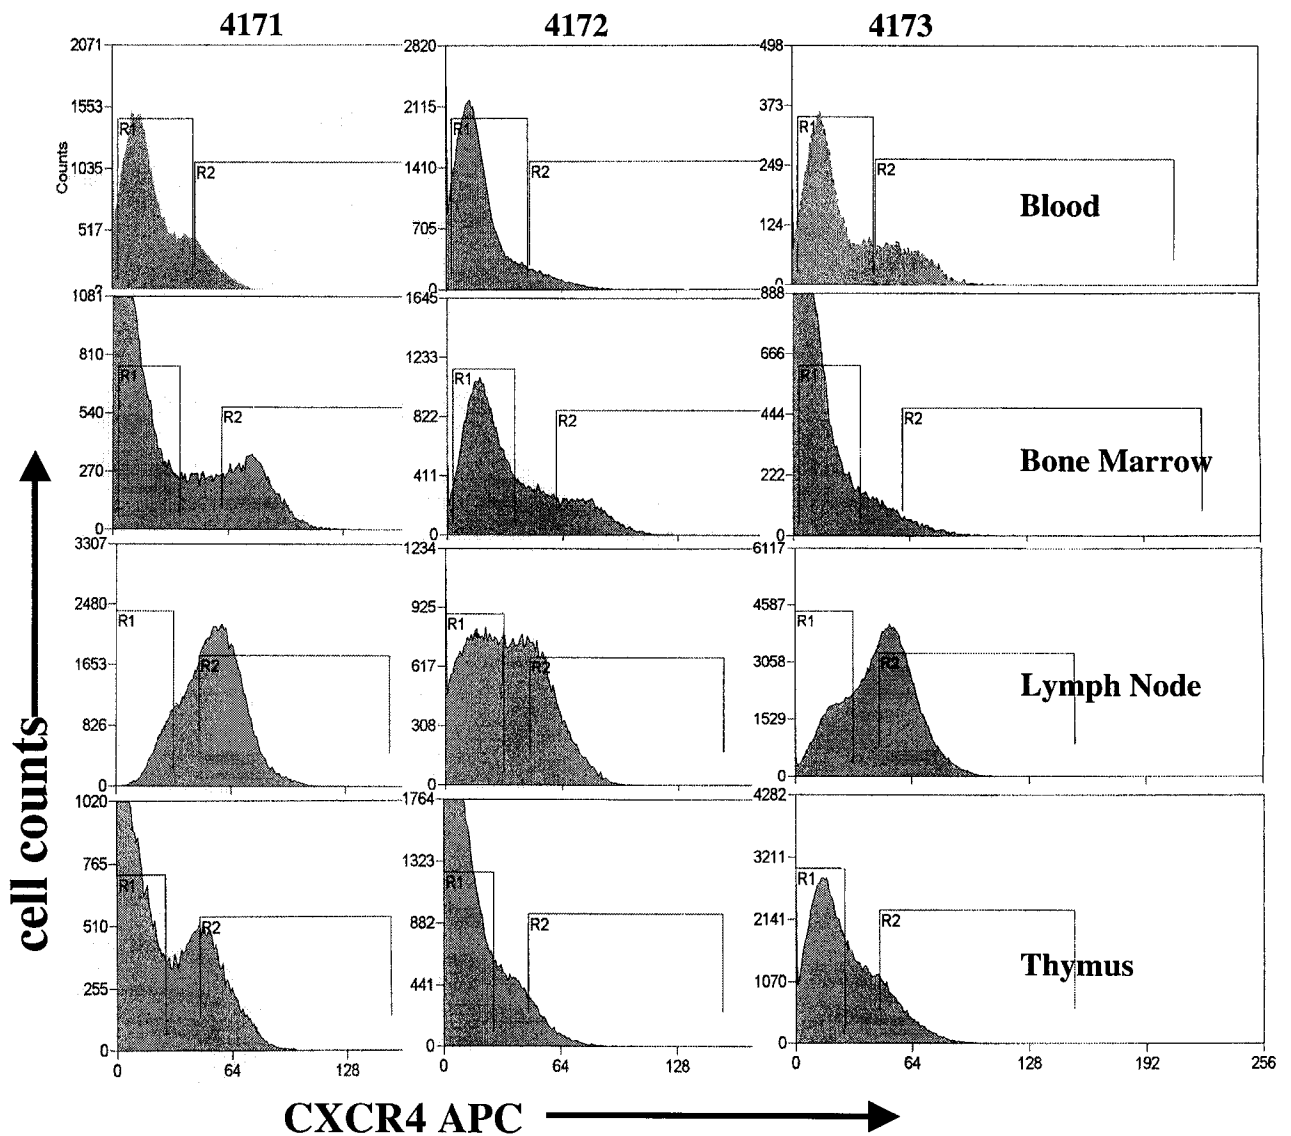 4171 4172 4173
2071 2820 498
1553 2115 373
R1 R1 R1
Counts
1035 R2 1410 R2 249 R2
Blood
517 705 124
0 0
1081 1645 888
810 1233 666
R1 R1 R1
540 R2 822 R2 444 R2
Bone Marrow
270 411 222
0 0 0
3307 1234 6117
2480 925 4587
R1 R1 R1
1653 R2 617 R2 3058 R2
Lymph Node
826 308 1529
0 0 0
1020 1764 4282
765 1323 3211
R1 R1 R1
510 R2 882 R2 2141 R2
Thymus
255 441 1070
0 0 0
0 64 128 0 64 128 0 64 128 192 256
cell counts
CXCR4 APC